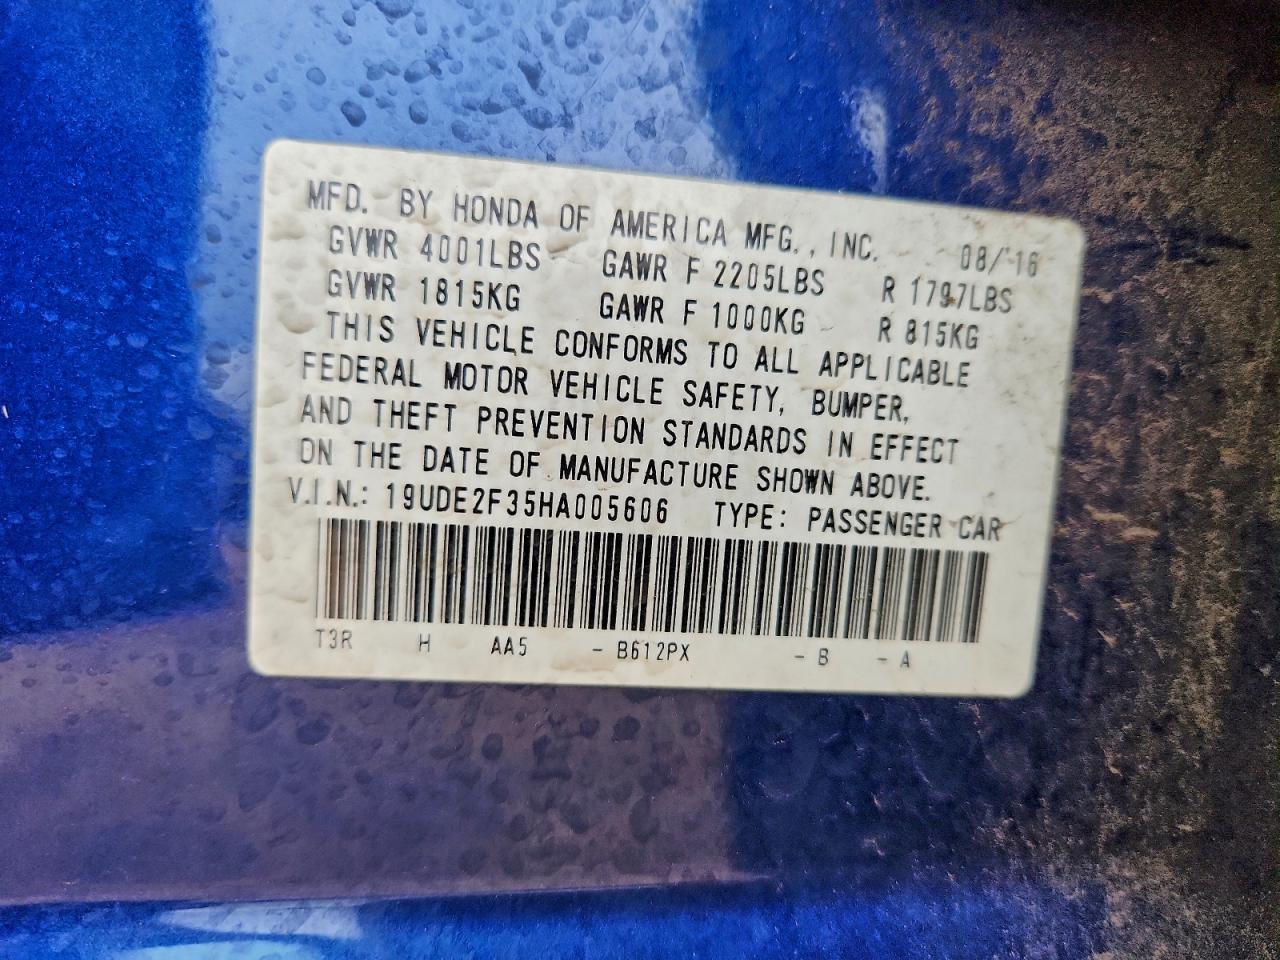 MFD. BY HONDA OF AMERICA MFG., INC. 08/'16
GVWR 4001LBS GAWR F 2205LBS R 1797LBS
GVWR 1815KG GAWR F 1000KG R 815KG
THIS VEHICLE CONFORMS TO ALL APPLICABLE
FEDERAL MOTOR VEHICLE SAFETY, BUMPER,
AND THEFT PREVENTION STANDARDS IN EFFECT
ON THE DATE OF MANUFACTURE SHOWN ABOVE.
V.I.N.: 19UDE2F35HA005606 TYPE: PASSENGER CAR
T3R H AA5 - B612PX - B - A